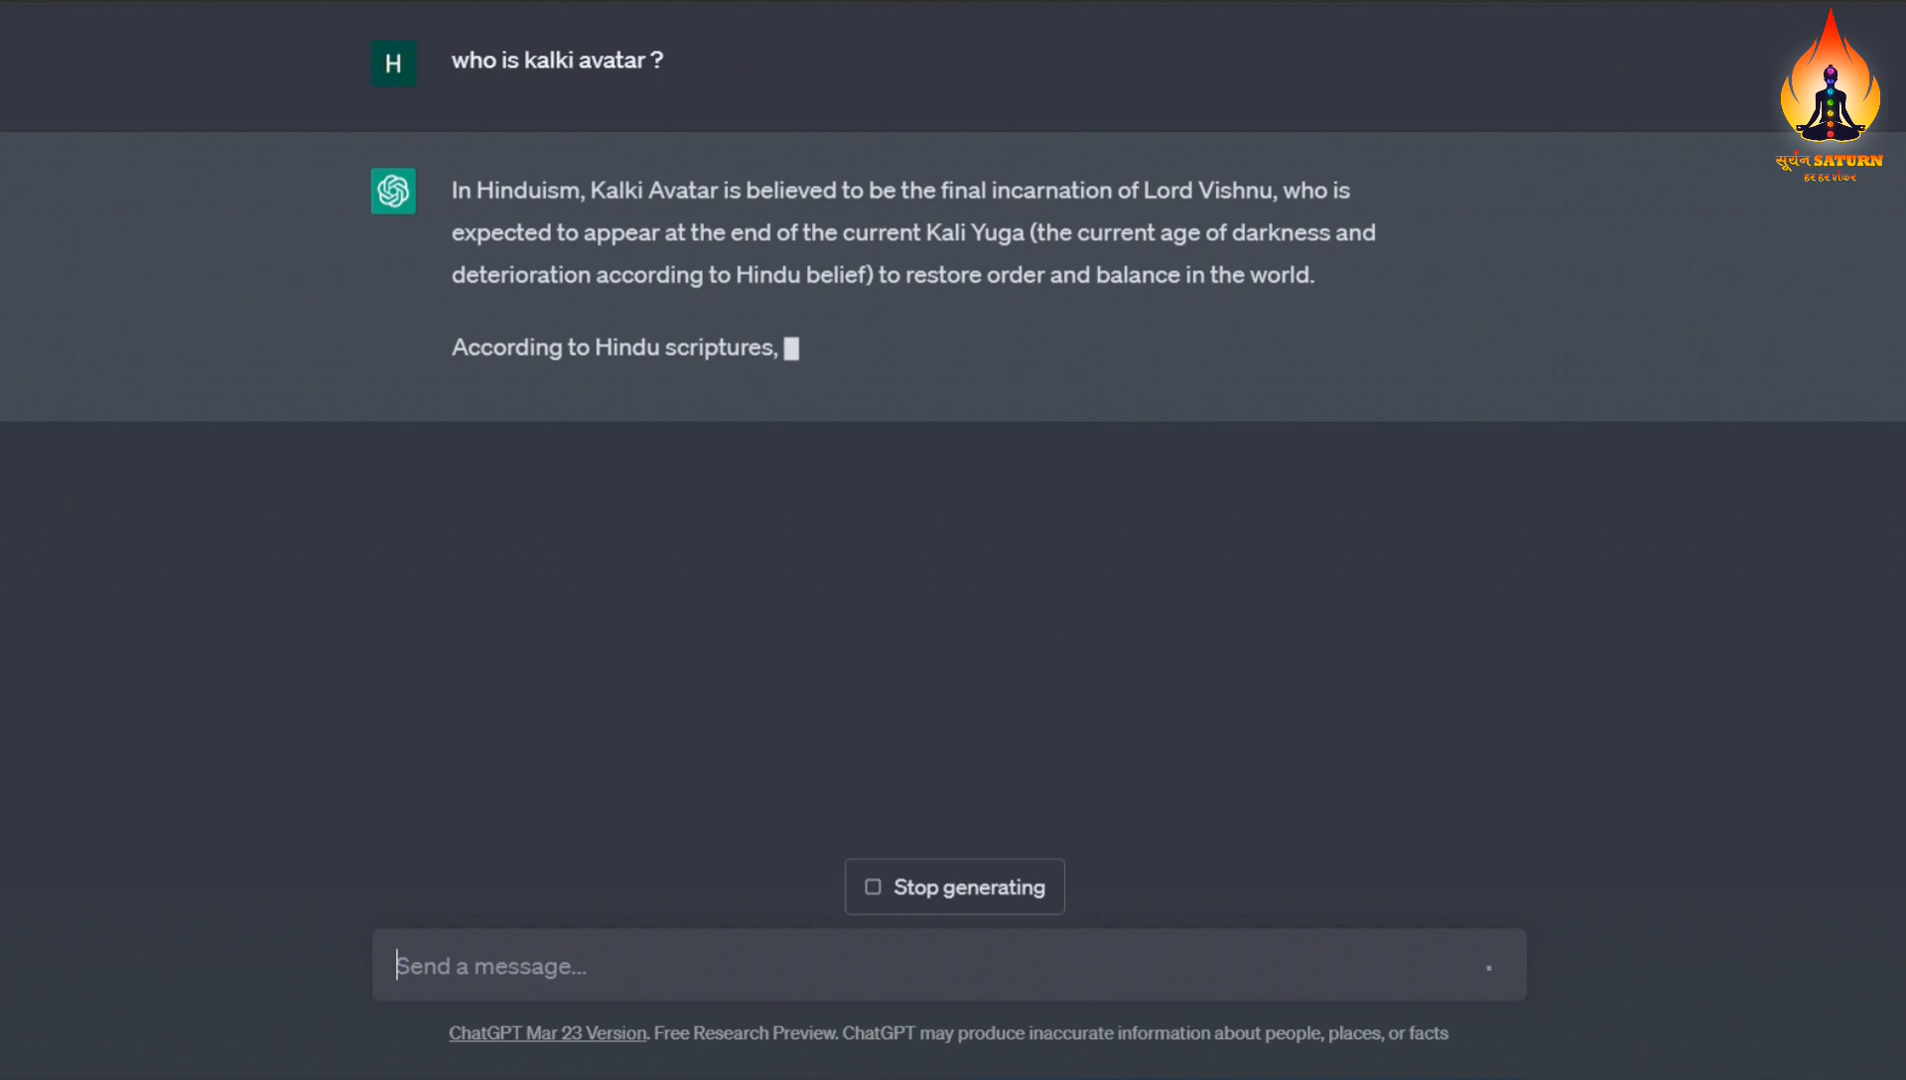 H
who is kalki avatar ?
सूर्यन SATURN
हर हर शंकर
In Hinduism, Kalki Avatar is believed to be the final incarnation of Lord Vishnu, who is
expected to appear at the end of the current Kali Yuga (the current age of darkness and
deterioration according to Hindu belief) to restore order and balance in the world.
According to Hindu scriptures,
Stop generating
Send a message...
ChatGPT Mar 23 Version. Free Research Preview. ChatGPT may produce inaccurate information about people, places, or facts